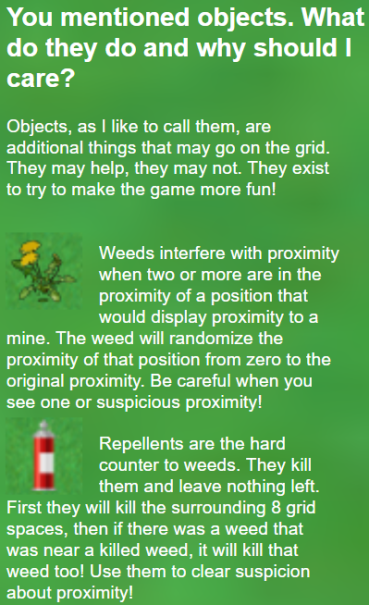 You mentioned objects. What
do they do and why should I
care?
Objects, as I like to call them, are
additional things that may go on the grid.
They may help, they may not. They exist
to try to make the game more fun!
Weeds interfere with proximity
when two or more are in the
proximity of a position that
would display proximity to a
mine. The weed will randomize the
proximity of that position from zero to the
original proximity. Be careful when you
see one or suspicious proximity!
Repellents are the hard
counter to weeds. They kill
them and leave nothing left.
First they will kill the surrounding 8 grid
spaces, then if there was a weed that
was near a killed weed, it will kill that
weed too! Use them to clear suspicion
about proximity!